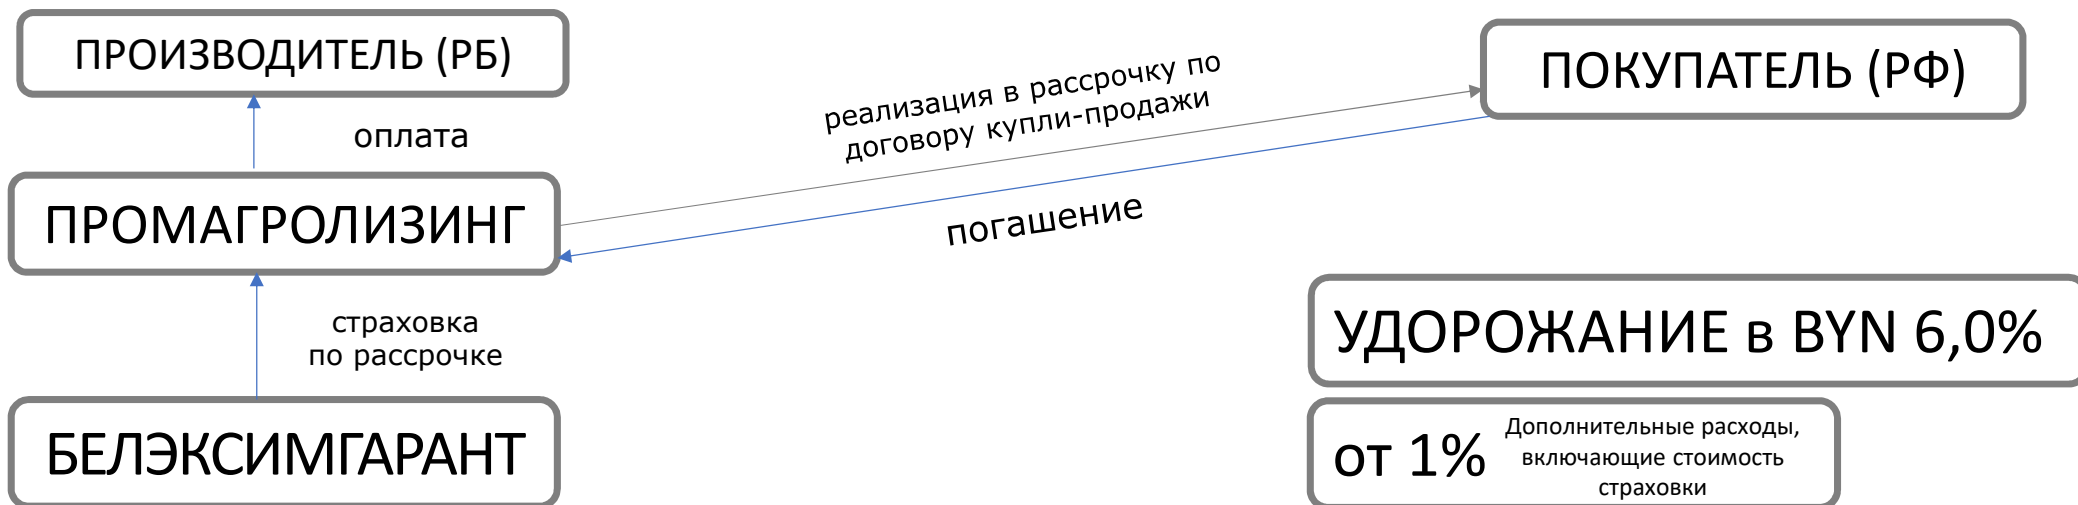 ПРОИЗВОДИТЕЛЬ (РБ)
оплата
ПРОМАГРОЛИЗИНГ
страховка
по рассрочке
БЕЛЭКСИМГАРАНТ
реализация в рассрочку по
договору купли-продажи
погашение
ПОКУПАТЕЛЬ (РФ)
УДОРОЖАНИЕ в BYN 6,0%
от 1%
Дополнительные расходы,
включающие стоимость
страховки